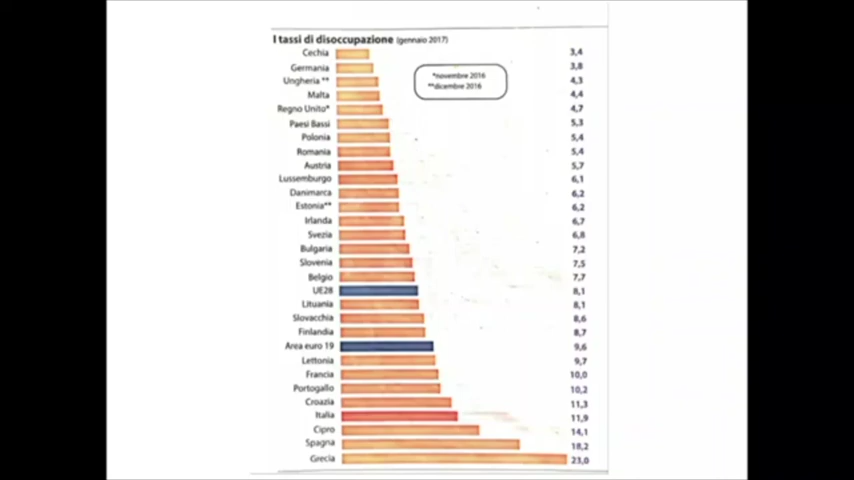 I tassi di disoccupazione (gennaio 2017)
Cechia 3,4
Germania 3,8
*novembre 2016
**dicembre 2016
Ungheria ** 4,3
Malta 4,4
Regno Unito* 4,7
Paesi Bassi 5,3
Polonia 5,4
Romania 5,4
Austria 5,7
Lussemburgo 6,1
Danimarca 6,2
Estonia** 6,2
Irlanda 6,7
Svezia 6,8
Bulgaria 7,2
Slovenia 7,5
Belgio 7,7
UE28 8,1
Lituania 8,1
Slovacchia 8,6
Finlandia 8,7
Area euro 19 9,6
Lettonia 9,7
Francia 10,0
Portogallo 10,2
Croazia 11,3
Italia 11,9
Cipro 14,1
Spagna 18,2
Grecia 23,0